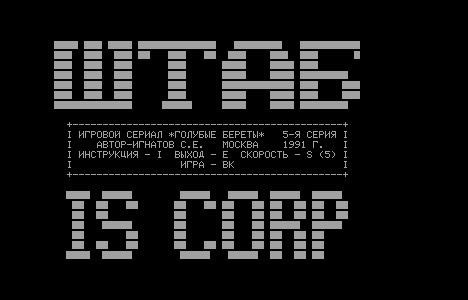 ШТАБ
ИГРОВОЙ СЕРИАЛ *ГОЛУБЫЕ БЕРЕТЫ* 5-Я СЕРИЯ
АВТОР-ИГНАТОВ С.Е. МОСКВА 1991 Г.
ИНСТРУКЦИЯ - I ВЫХОД - E СКОРОСТЬ - S (5)
ИГРА - ВК
IS CORP